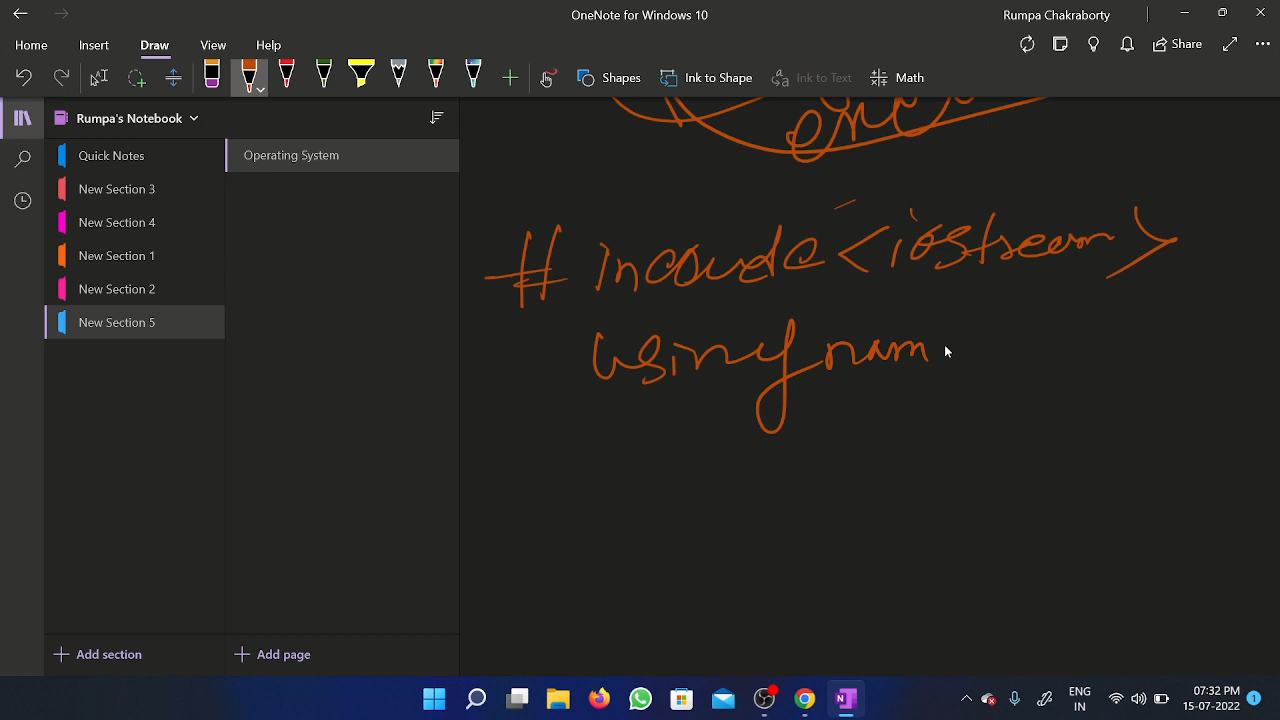 OneNote for Windows 10
Rumpa Chakraborty
Home Insert Draw View Help
Share
Shapes Ink to Shape Ink to Text Math
Rumpa's Notebook
Quick Notes
New Section 3
New Section 4
New Section 1
New Section 2
New Section 5
Operating System
# include <iostream>
using nam
Add section
Add page
ENG
IN
07:32 PM
15-07-2022
1